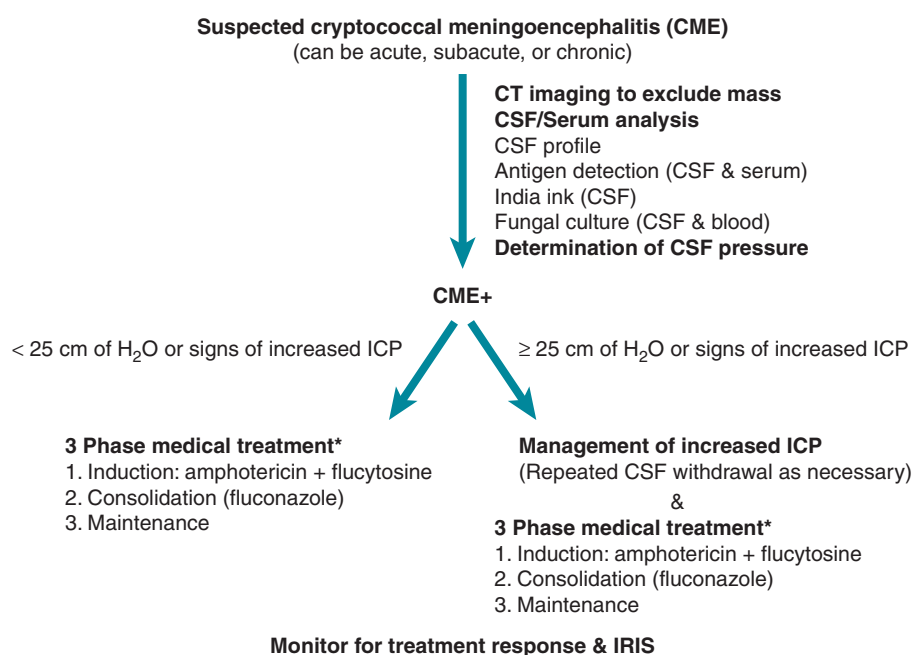 Suspected cryptococcal meningoencephalitis (CME)
(can be acute, subacute, or chronic)
CT imaging to exclude mass
CSF/Serum analysis
CSF profile
Antigen detection (CSF & serum)
India ink (CSF)
Fungal culture (CSF & blood)
Determination of CSF pressure
CME+
< 25 cm of H₂O or signs of increased ICP
≥ 25 cm of H₂O or signs of increased ICP
3 Phase medical treatment*
1. Induction: amphotericin + flucytosine
2. Consolidation (fluconazole)
3. Maintenance
Management of increased ICP
(Repeated CSF withdrawal as necessary)
&
3 Phase medical treatment*
1. Induction: amphotericin + flucytosine
2. Consolidation (fluconazole)
3. Maintenance
Monitor for treatment response & IRIS